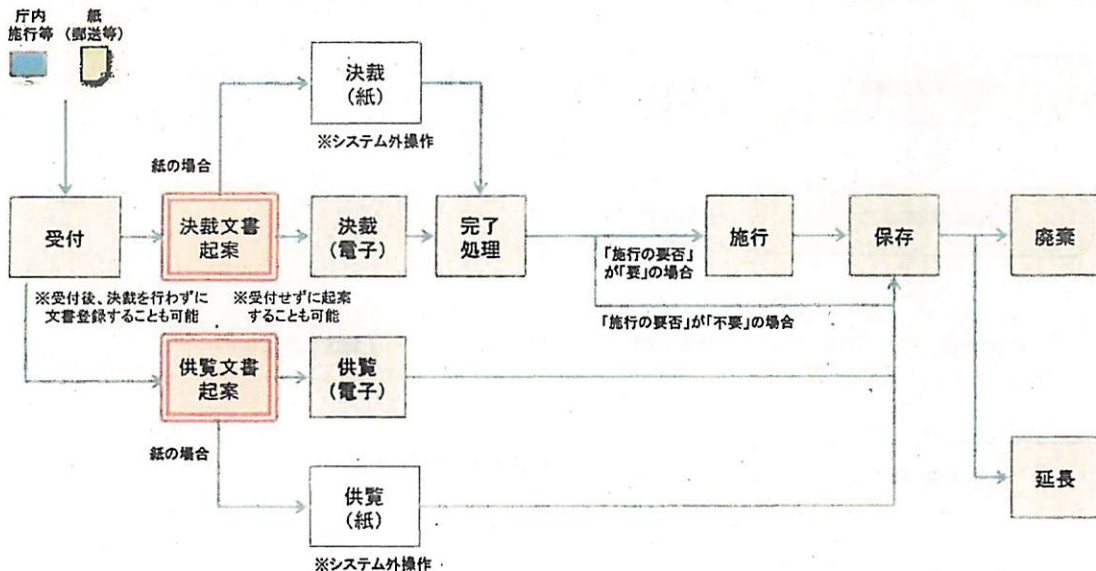 庁内
施行等
紙
(郵送等)
決裁
(紙)
※システム外操作
紙の場合
受付
決裁文書
起案
決裁
(電子)
完了
処理
「施行の要否」
が「要」の場合
施行
保存
廃棄
※受付後、決裁を行わずに
文書登録することも可能
※受付せずに起案
することも可能
「施行の要否」が「不要」の場合
供覧文書
起案
供覧
(電子)
紙の場合
供覧
(紙)
※システム外操作
延長